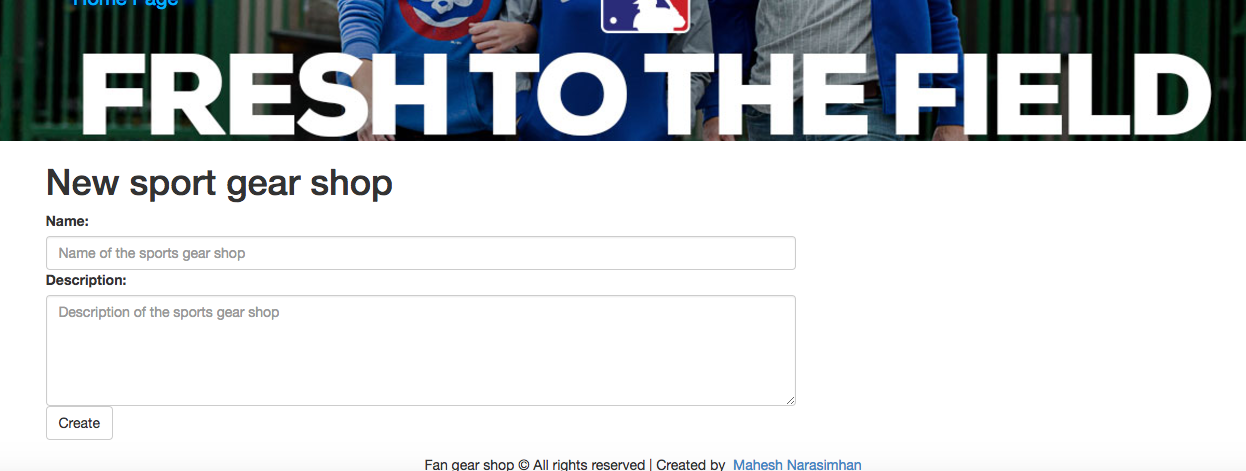 Home Page
FRESH TO THE FIELD
New sport gear shop
Name:
Name of the sports gear shop
Description:
Description of the sports gear shop
Create
Fan gear shop © All rights reserved | Created by Mahesh Narasimhan